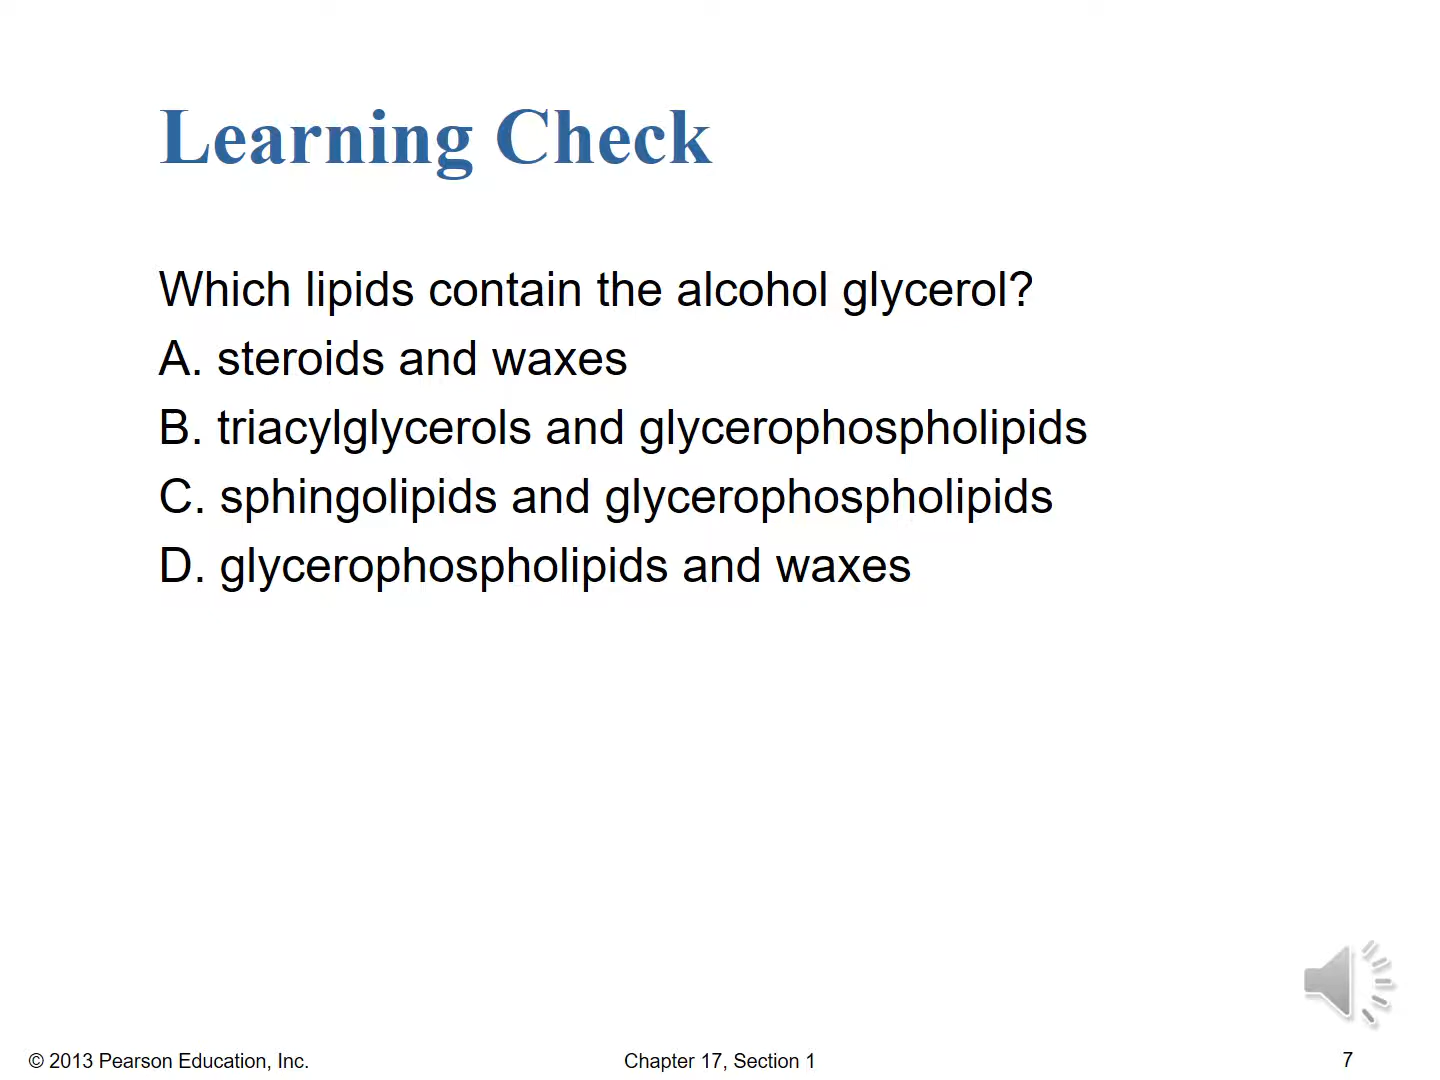 Learning Check
Which lipids contain the alcohol glycerol?
A. steroids and waxes
B. triacylglycerols and glycerophospholipids
C. sphingolipids and glycerophospholipids
D. glycerophospholipids and waxes
© 2013 Pearson Education, Inc.
Chapter 17, Section 1
7